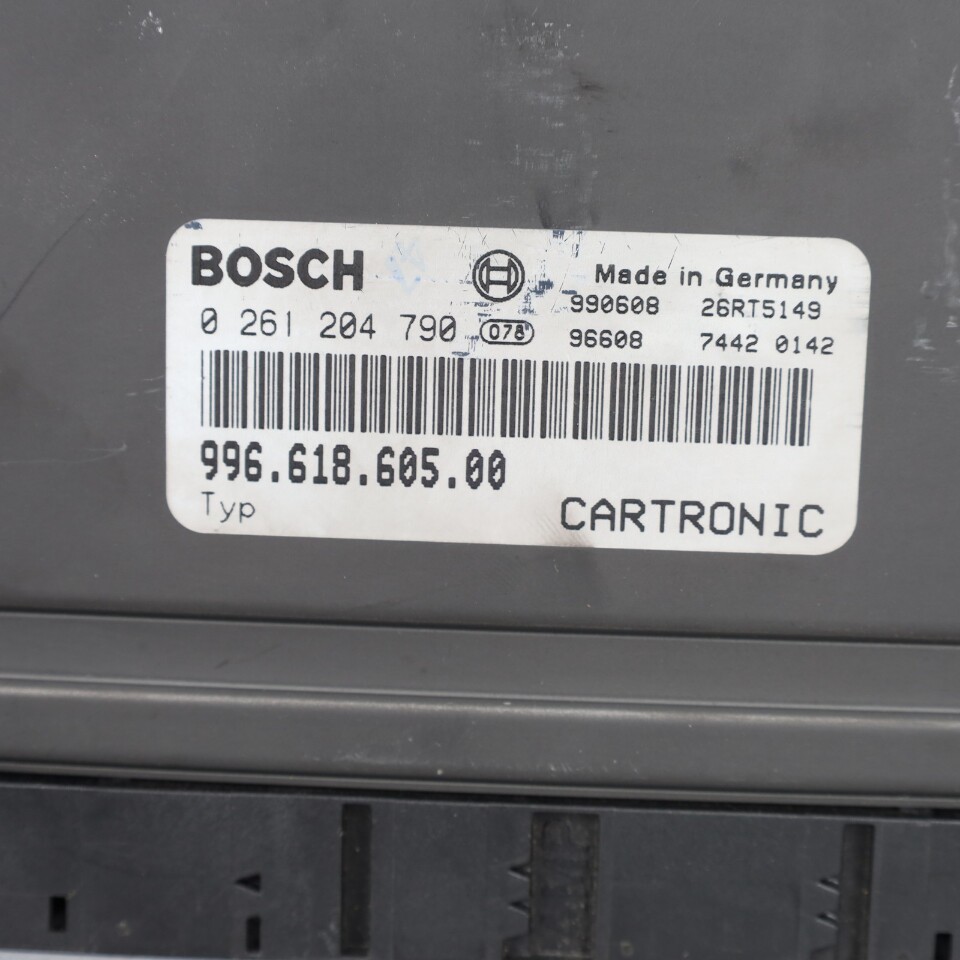 BOSCH
Made in Germany
990608 26RT5149
0 261 204 790 078
96608 7442 0142
996.618.605.00
Typ CARTRONIC